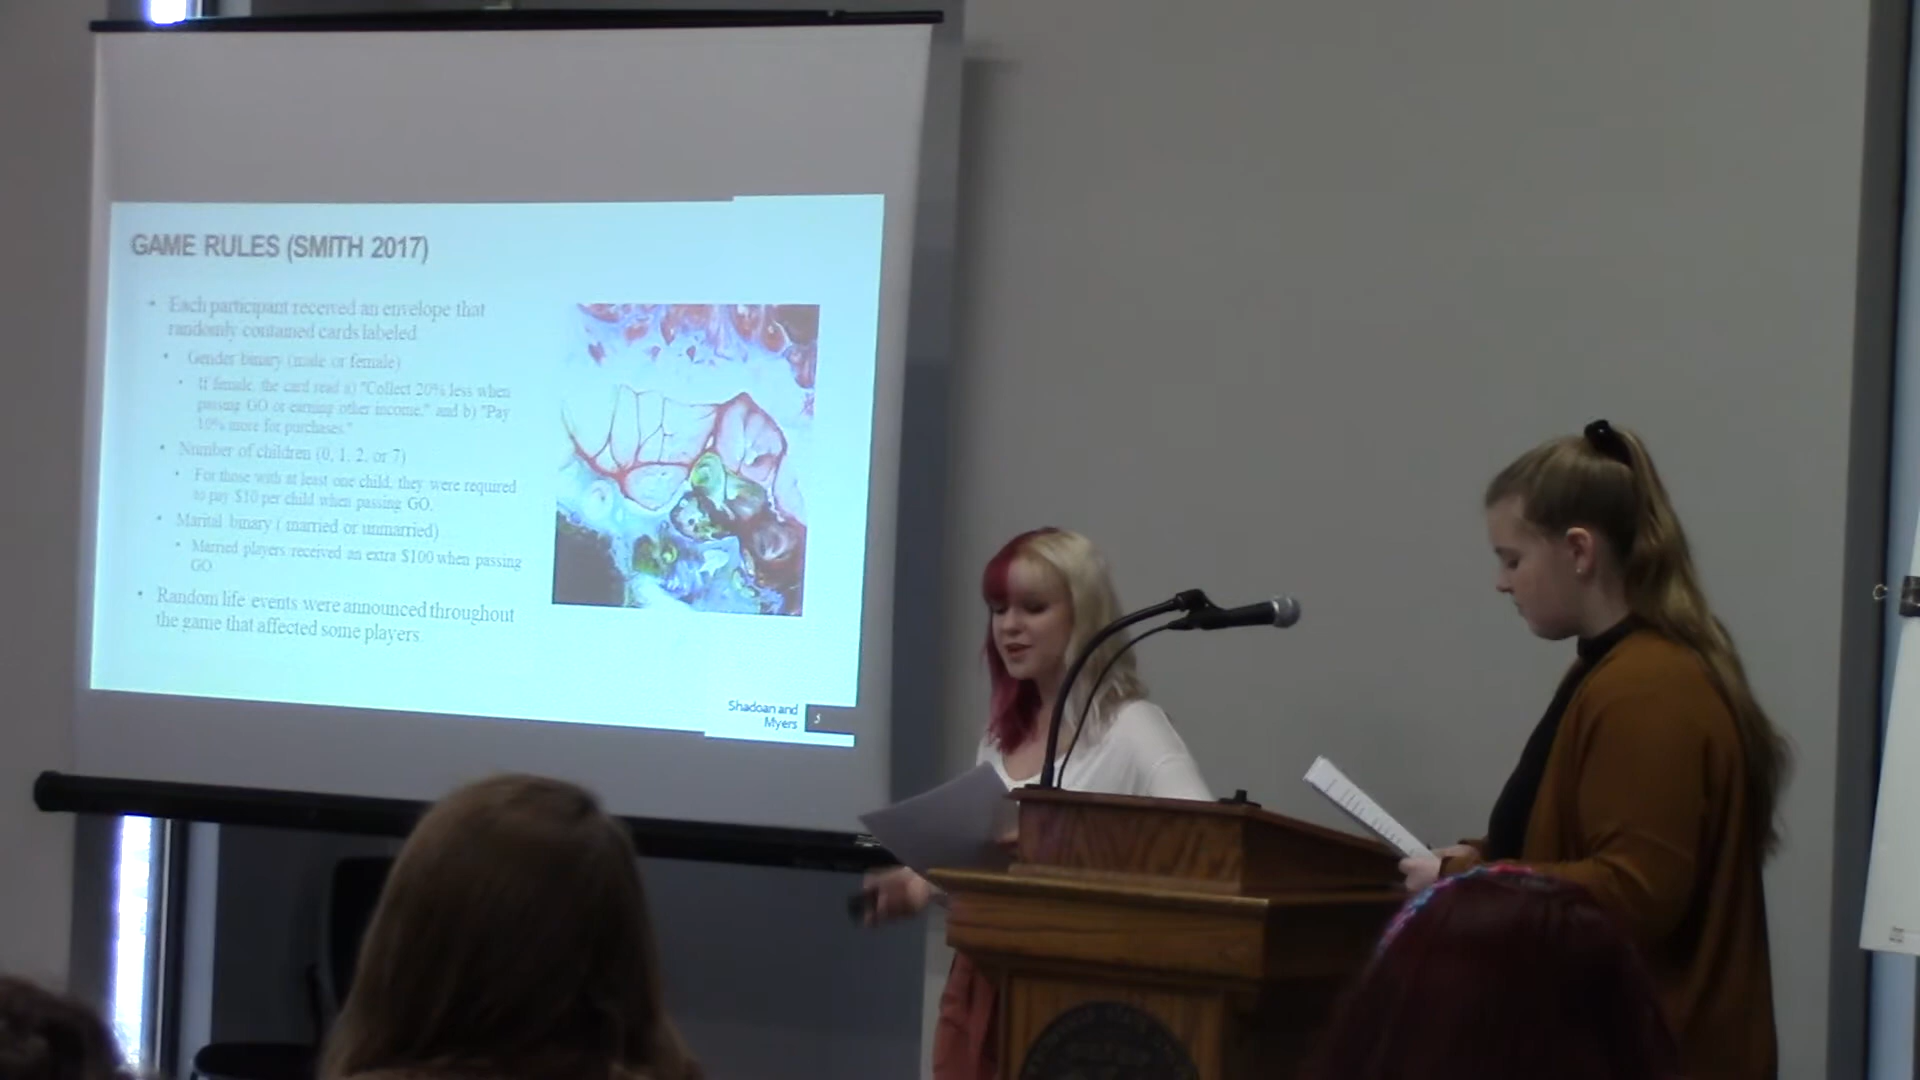 GAME RULES (SMITH 2017)
• Each participant received an envelope that
randomly contained cards labeled
• Gender binary (male or female)
• If female, the card read a) "Collect 20% less when
passing GO or earning other income," and b) "Pay
10% more for purchases."
• Number of children (0, 1, 2, or 7)
• For those with at least one child, they were required
to pay $10 per child when passing GO.
• Marital binary ( married or unmarried)
• Married players received an extra $100 when passing
GO
• Random life events were announced throughout
the game that affected some players
Shadoan and
Myers
5